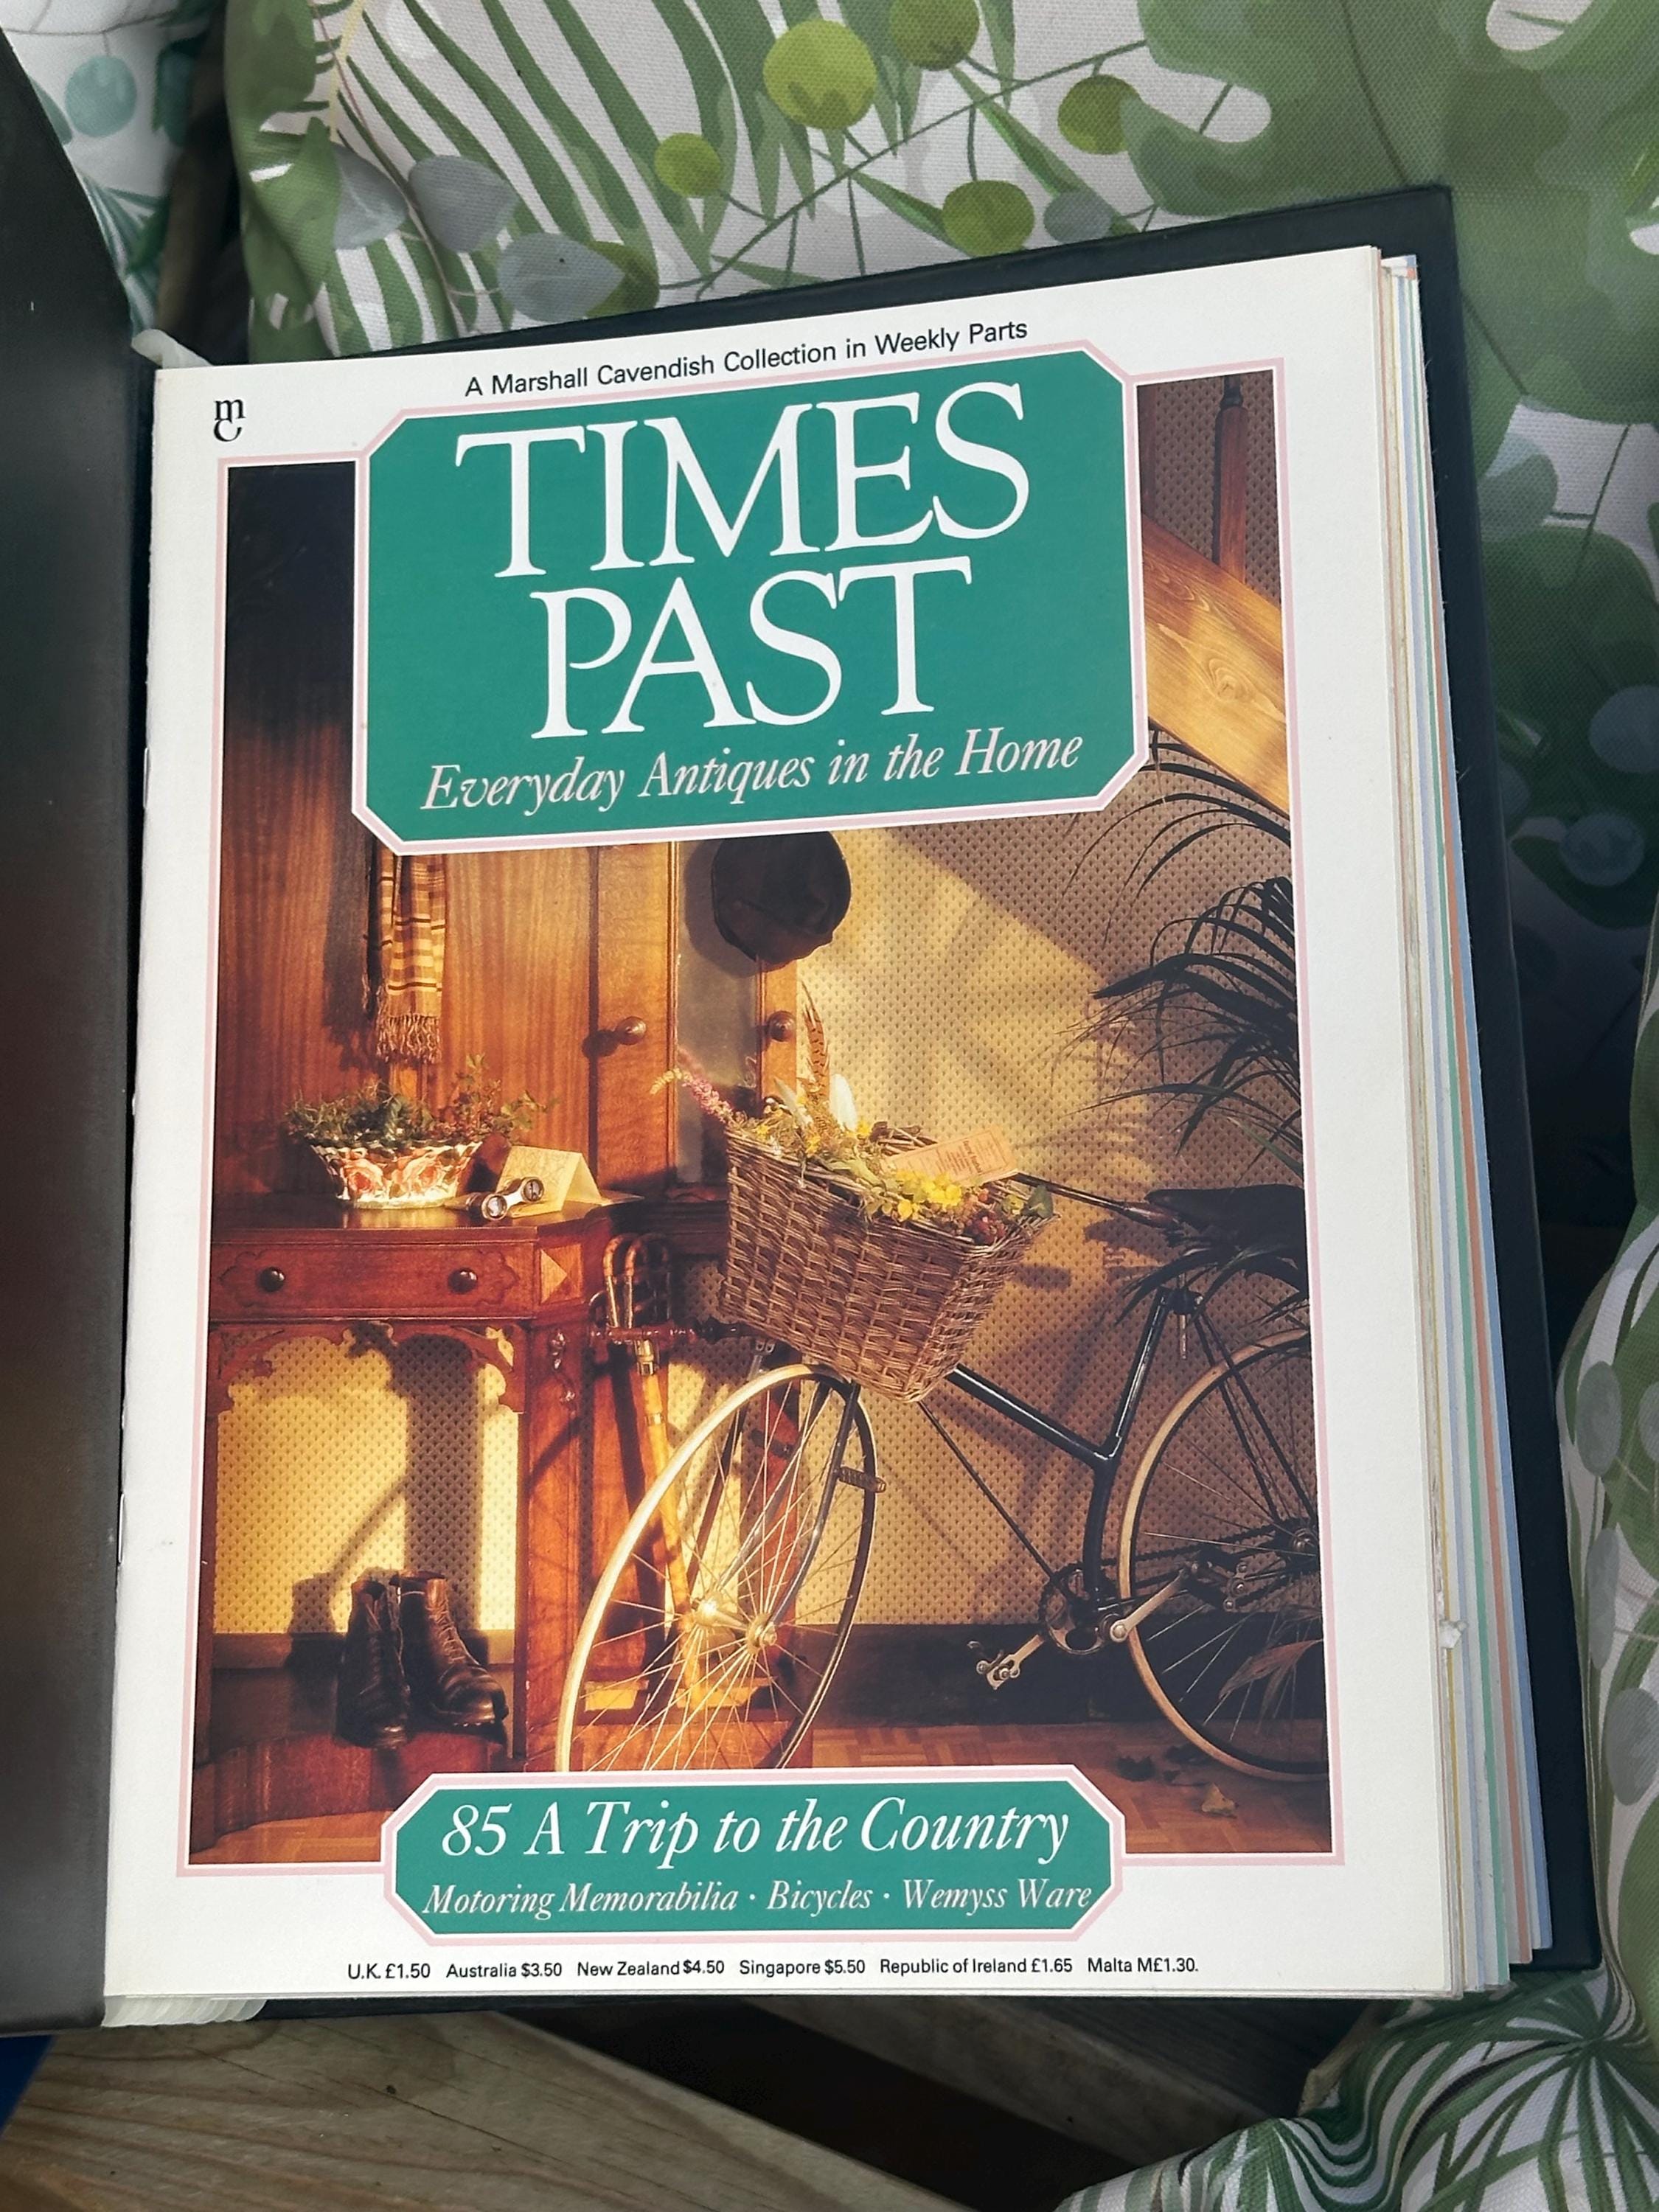 A Marshall Cavendish Collection in Weekly Parts
mc
TIMES
PAST
Everyday Antiques in the Home
85 A Trip to the Country
Motoring Memorabilia · Bicycles · Wemyss Ware
U.K. £1.50 Australia $3.50 New Zealand $4.50 Singapore $5.50 Republic of Ireland £1.65 Malta M£1.30.